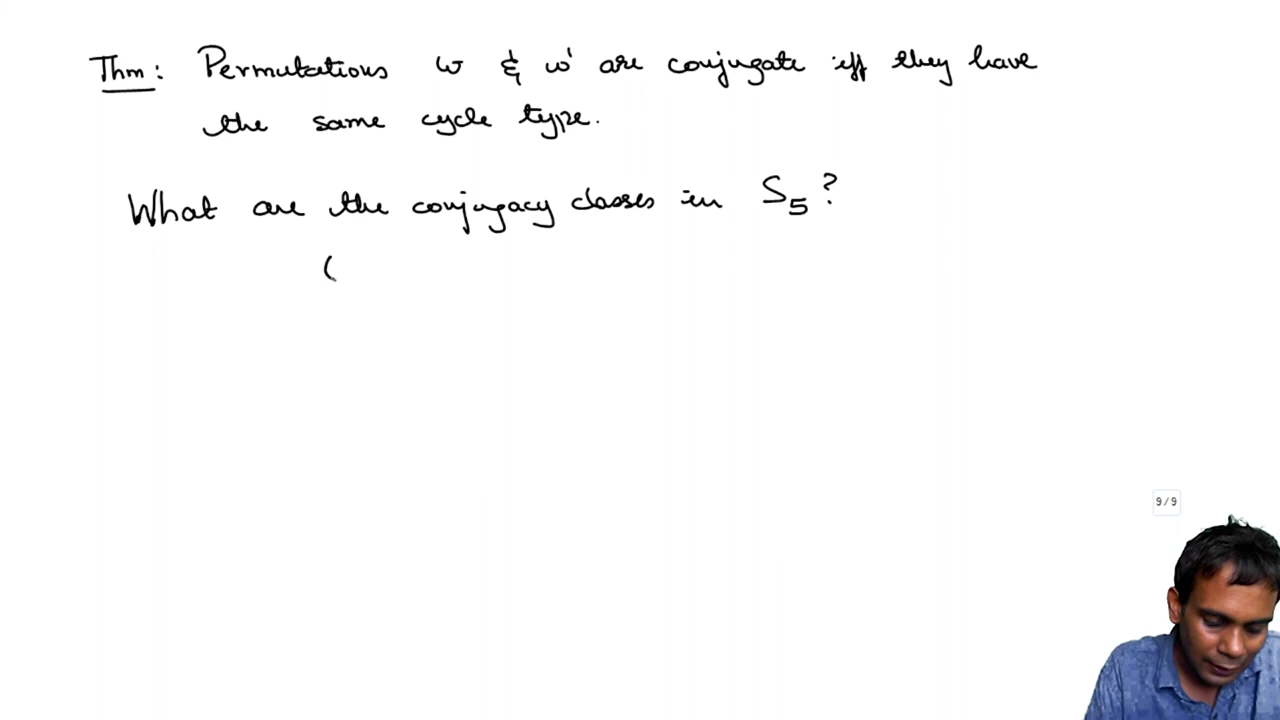 Thm: Permutations w & w' are conjugate iff they have
the same cycle type.
What are the conjugacy classes in S₅?
(
9/9